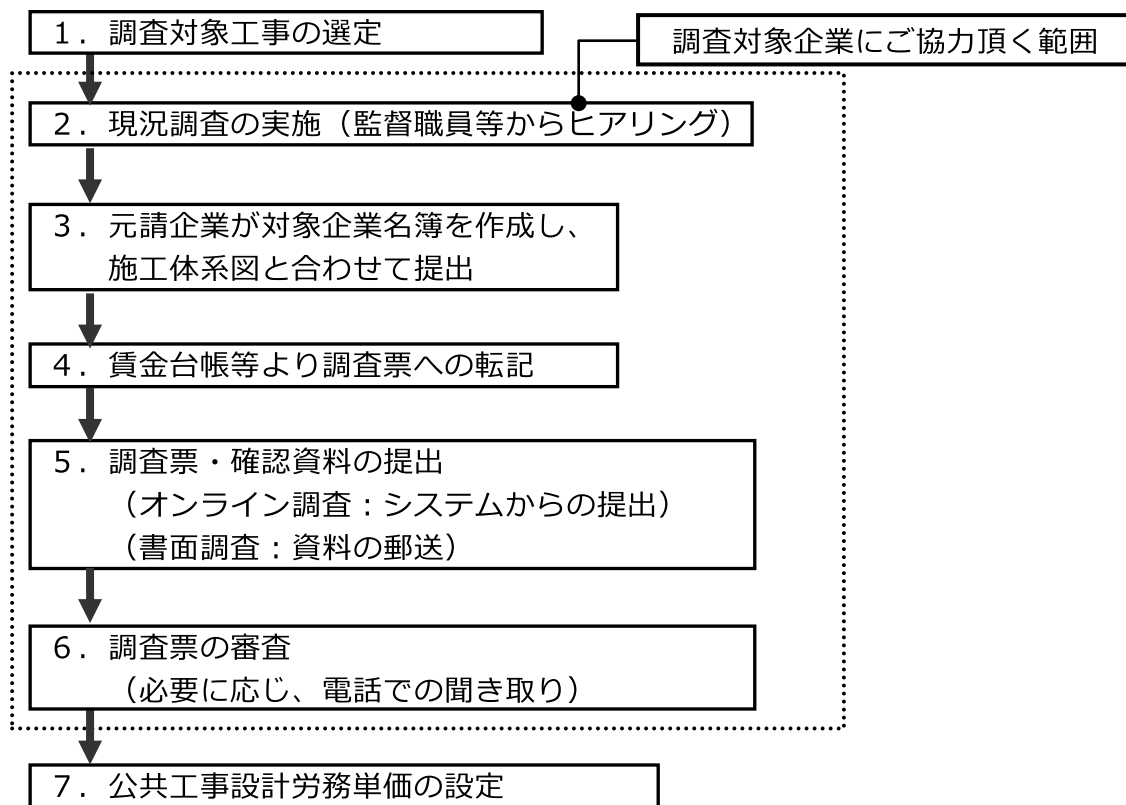 1．調査対象工事の選定
調査対象企業にご協力頂く範囲
2．現況調査の実施（監督職員等からヒアリング）
3．元請企業が対象企業名簿を作成し、
施工体系図と合わせて提出
4．賃金台帳等より調査票への転記
5．調査票・確認資料の提出
（オンライン調査：システムからの提出）
（書面調査：資料の郵送）
6．調査票の審査
（必要に応じ、電話での聞き取り）
7．公共工事設計労務単価の設定